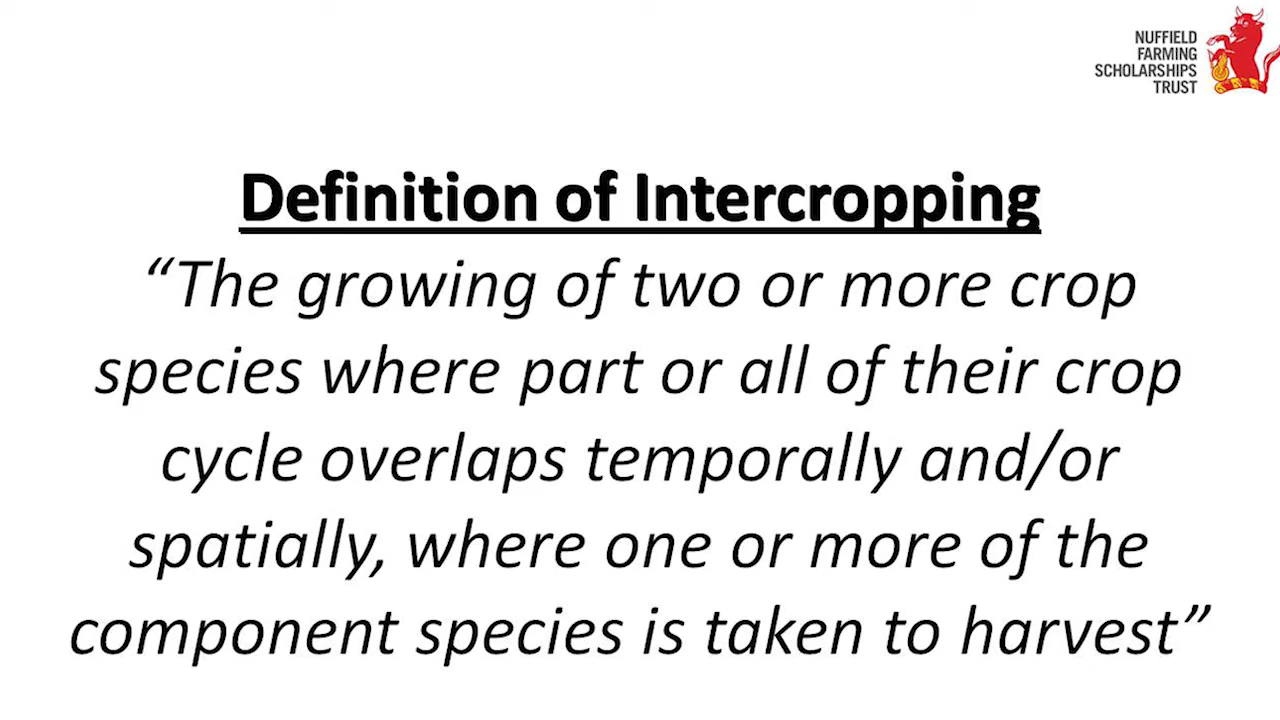 NUFFIELD
FARMING
SCHOLARSHIPS
TRUST
Definition of Intercropping
“The growing of two or more crop
species where part or all of their crop
cycle overlaps temporally and/or
spatially, where one or more of the
component species is taken to harvest”